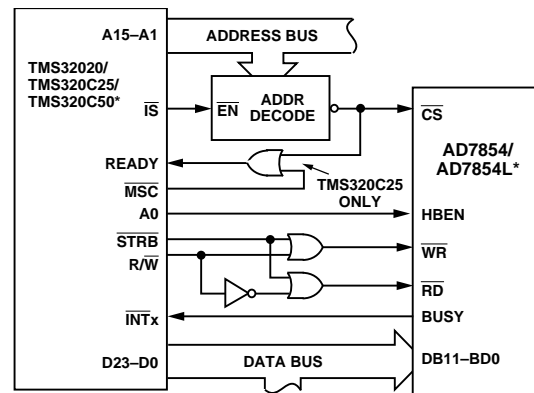 A15–A1
ADDRESS BUS
TMS32020/
TMS320C25/
TMS320C50*
IS
EN
ADDR
DECODE
CS
AD7854/
AD7854L*
READY
TMS320C25
ONLY
MSC
A0
HBEN
STRB
R/W
WR
RD
INTx
BUSY
D23–D0
DATA BUS
DB11–BD0